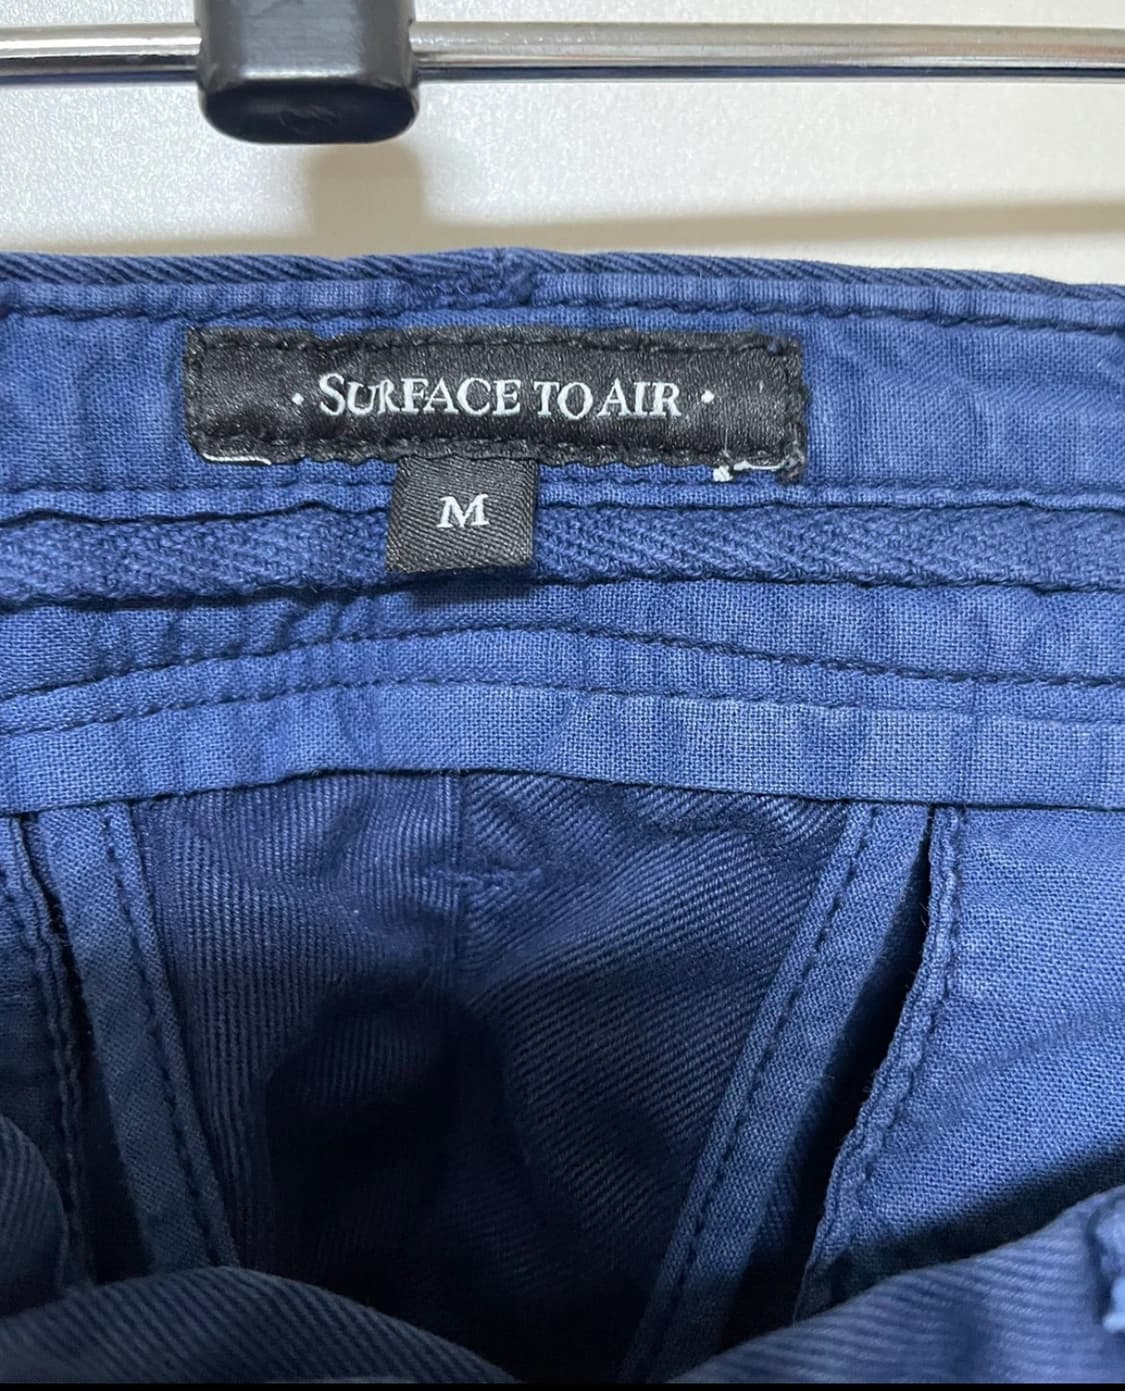 · SURFACE TO AIR ·
M